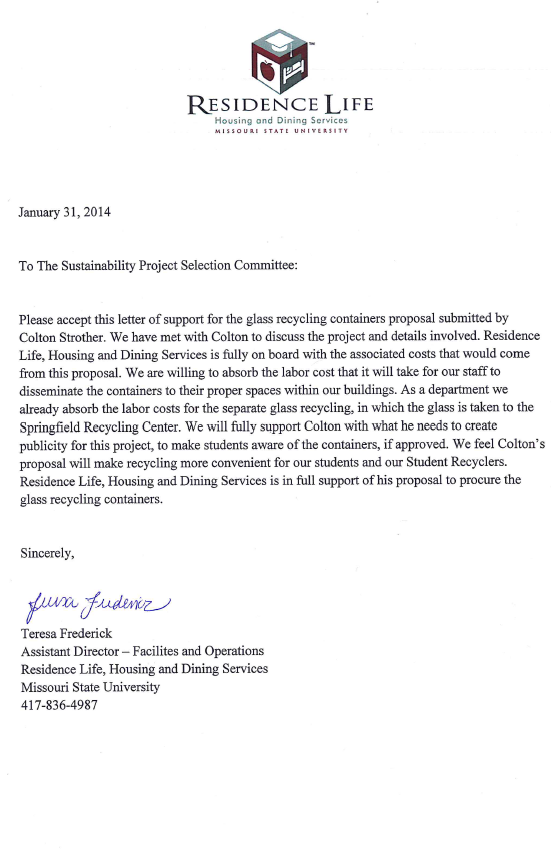 RESIDENCE LIFE
Housing and Dining Services
MISSOURI STATE UNIVERSITY
January 31, 2014
To The Sustainability Project Selection Committee:
Please accept this letter of support for the glass recycling containers proposal submitted by
Colton Strother. We have met with Colton to discuss the project and details involved. Residence
Life, Housing and Dining Services is fully on board with the associated costs that would come
from this proposal. We are willing to absorb the labor cost that it will take for our staff to
disseminate the containers to their proper spaces within our buildings. As a department we
already absorb the labor costs for the separate glass recycling, in which the glass is taken to the
Springfield Recycling Center. We will fully support Colton with what he needs to create
publicity for this project, to make students aware of the containers, if approved. We feel Colton's
proposal will make recycling more convenient for our students and our Student Recyclers.
Residence Life, Housing and Dining Services is in full support of his proposal to procure the
glass recycling containers.
Sincerely,
Teresa Frederick
Assistant Director – Facilites and Operations
Residence Life, Housing and Dining Services
Missouri State University
417-836-4987